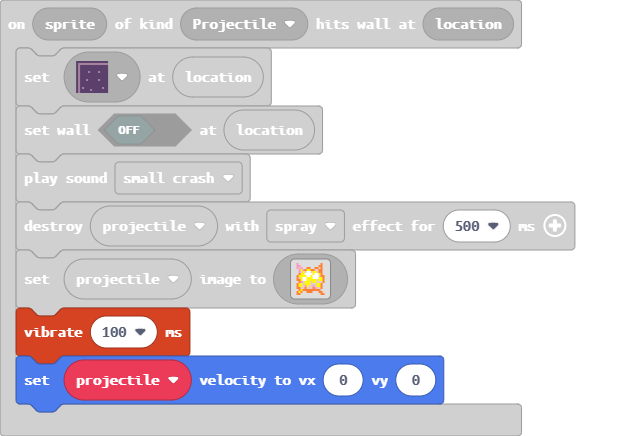 on sprite of kind Projectile hits wall at location
set at location
set wall OFF at location
play sound small crash
destroy projectile with spray effect for 500 ms
set projectile image to
vibrate 100 ms
set projectile velocity to vx 0 vy 0